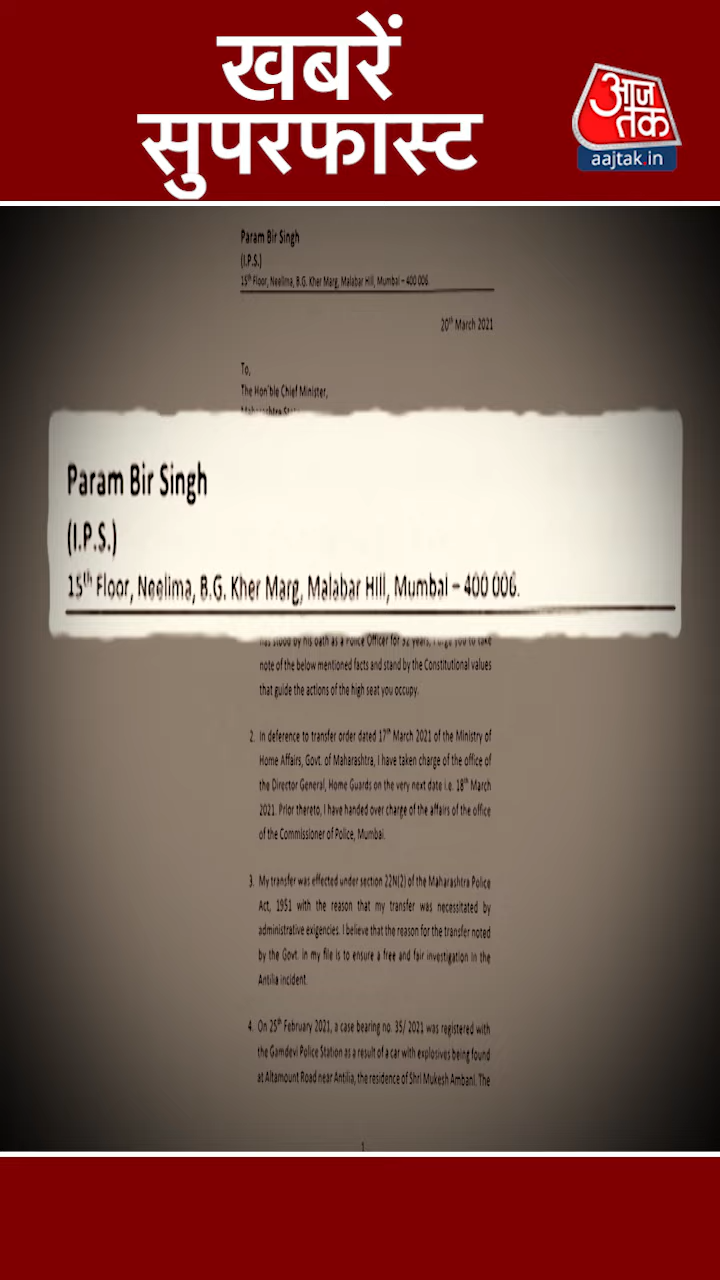 खबरें
सुपरफास्ट
आज
तक
aajtak.in
Param Bir Singh
(I.P.S.)
15th Floor, Neelima, B.G. Kher Marg, Malabar Hill, Mumbai – 400 006.
20th March 2021
To,
The Hon'ble Chief Minister,
Maharashtra State
Param Bir Singh
(I.P.S.)
15th Floor, Neelima, B.G. Kher Marg, Malabar Hill, Mumbai – 400 006.
has stood by his oath as a Police Officer for 32 years, I urge you to take
note of the below mentioned facts and stand by the Constitutional values
that guide the actions of the high seat you occupy.
2. In deference to transfer order dated 17th March 2021 of the Ministry of
Home Affairs, Govt. of Maharashtra, I have taken charge of the office of
the Director General, Home Guards on the very next date i.e. 18th March
2021. Prior thereto, I have handed over charge of the affairs of the office
of the Commissioner of Police, Mumbai.
3. My transfer was effected under section 22N(2) of the Maharashtra Police
Act, 1951 with the reason that my transfer was necessitated by
administrative exigencies. I believe that the reason for the transfer noted
by the Govt. in my file is to ensure a free and fair investigation in the
Antilia incident.
4. On 25th February 2021, a case bearing no. 35/ 2021 was registered with
the Gamdevi Police Station as a result of a car with explosives being found
at Altamount Road near Antilia, the residence of Shri Mukesh Ambani. The
1